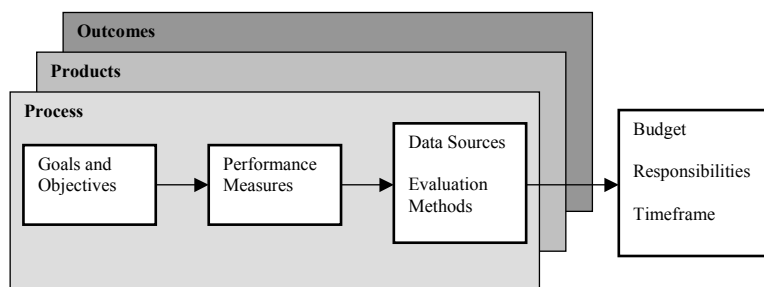 Outcomes
Products
Process
Goals and
Objectives
Performance
Measures
Data Sources
Evaluation
Methods
Budget
Responsibilities
Timeframe